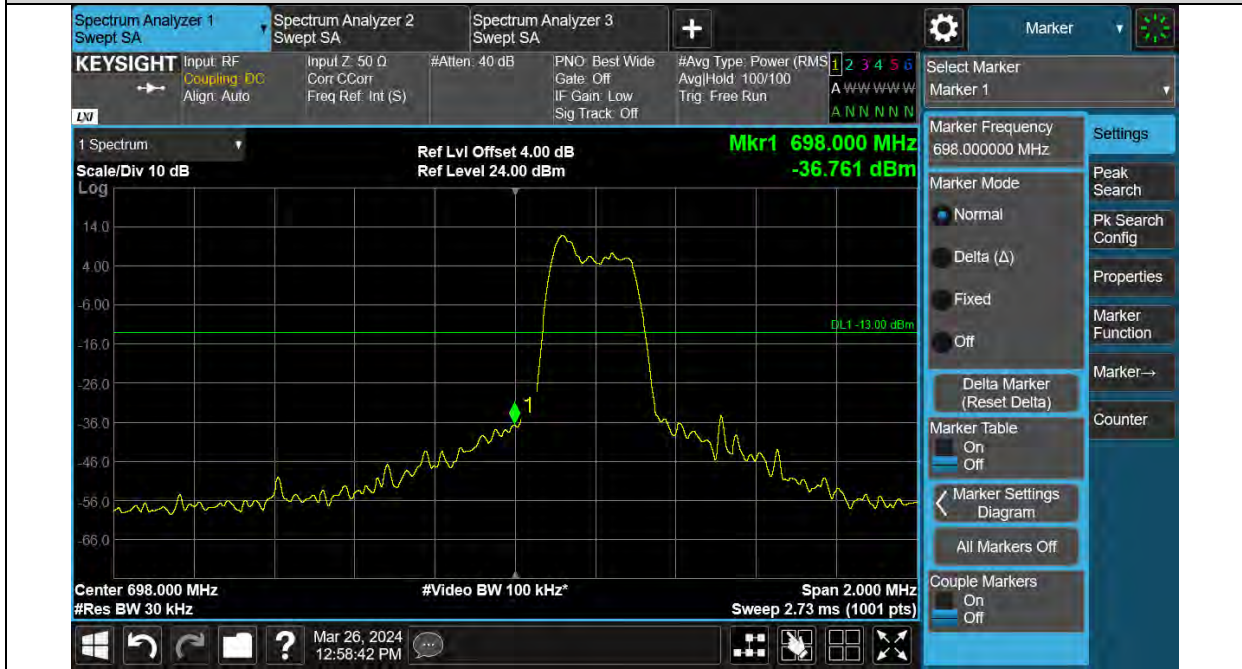 Spectrum Analyzer 1
Swept SA
Spectrum Analyzer 2
Swept SA
Spectrum Analyzer 3
Swept SA
+
Marker
KEYSIGHT
LXI
Input: RF
Coupling: DC
Align: Auto
Input Z: 50 Ω
Corr CCorr
Freq Ref: Int (S)
#Atten: 40 dB
PNO: Best Wide
Gate: Off
IF Gain: Low
Sig Track: Off
#Avg Type: Power (RMS
Avg|Hold: 100/100
Trig: Free Run
1 2 3 4 5 6
A W W W W W
A N N N N N
Select Marker
Marker 1
1 Spectrum
Scale/Div 10 dB
Log
Ref Lvl Offset 4.00 dB
Ref Level 24.00 dBm
Mkr1 698.000 MHz
-36.761 dBm
14.0
4.00
-6.00
-16.0
-26.0
-36.0
-46.0
-56.0
-66.0
DL1 -13.00 dBm
1
Center 698.000 MHz
#Res BW 30 kHz
#Video BW 100 kHz*
Span 2.000 MHz
Sweep 2.73 ms (1001 pts)
Marker Frequency
698.000000 MHz
Marker Mode
Normal
Delta (Δ)
Fixed
Off
Delta Marker
(Reset Delta)
Marker Table
On
Off
Marker Settings
Diagram
All Markers Off
Couple Markers
On
Off
Settings
Peak
Search
Pk Search
Config
Properties
Marker
Function
Marker→
Counter
?
Mar 26, 2024
12:58:42 PM